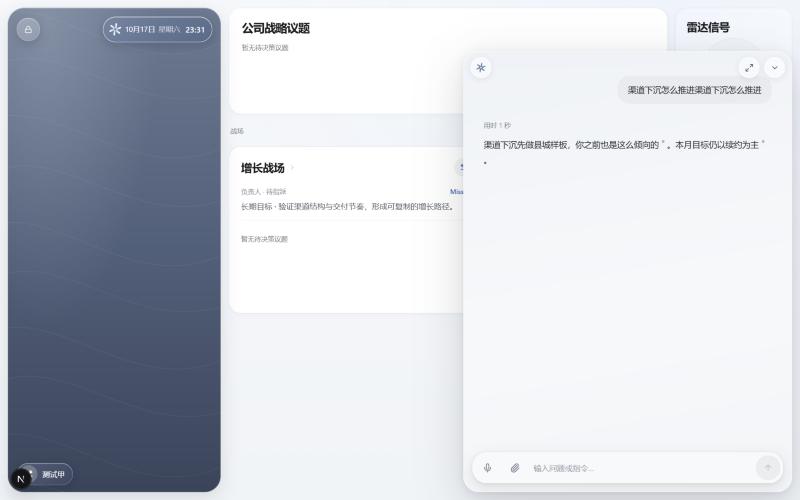 10月17日 星期六 23:31
公司战略议题
暂无待决策议题
雷达信号
战场
增长战场
负责人 · 待指派
Miss
长期目标 · 验证渠道结构与交付节奏，形成可复制的增长路径。
暂无待决策议题
渠道下沉怎么推进渠道下沉怎么推进
用时 1 秒
渠道下沉先做县城样板，你之前也是这么倾向的 。本月目标仍以续约为主
。
输入问题或指令...
N
测试甲